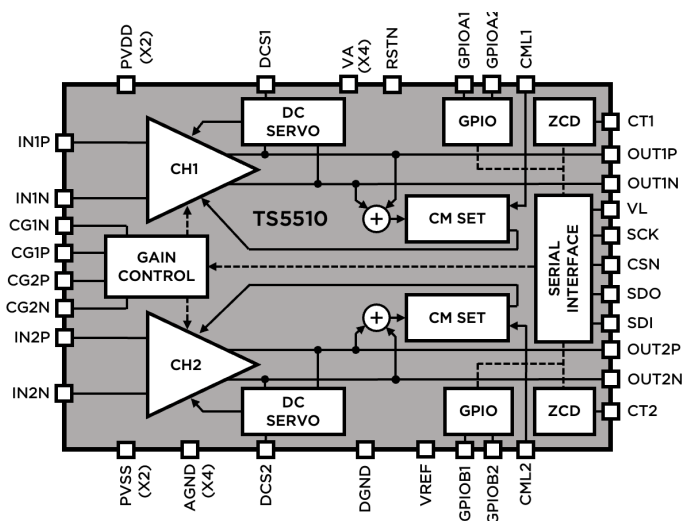 PVDD
(X2)
DCS1
VA
(X4)
RSTN
GPIOA1
GPIOA2
CML1
DC
SERVO
GPIO
ZCD
CT1
IN1P
CH1
OUT1P
IN1N
OUT1N
TS5510
CM SET
VL
CG1N
SCK
CG1P
GAIN
CONTROL
SERIAL
INTERFACE
CSN
CG2P
SDO
CG2N
CM SET
SDI
IN2P
OUT2P
CH2
IN2N
OUT2N
DC
SERVO
GPIO
ZCD
CT2
PVSS
(X2)
AGND
(X4)
DCS2
DGND
VREF
GPIOB1
GPIOB2
CML2